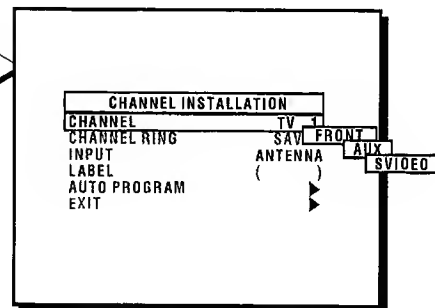 CHANNEL INSTALLATION
CHANNEL TV 1
CHANNEL RING SAV FRONT
INPUT ANTENNA AUX
LABEL ( ) SVIDEO
AUTO PROGRAM ▶
EXIT ▶